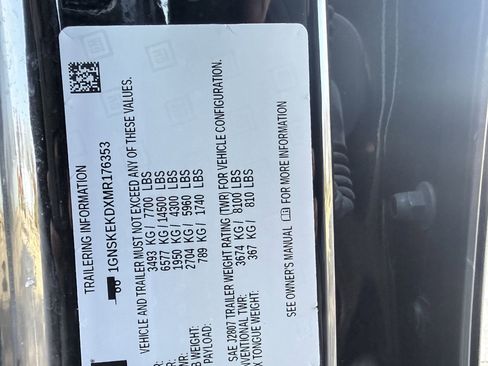 TRAILERING INFORMATION
1GNSKEKDXMR176353
VEHICLE AND TRAILER MUST NOT EXCEED ANY OF THESE VALUES.
3493 KG / 7700 LBS
6577 KG / 14500 LBS
1950 KG / 4300 LBS
2704 KG / 5960 LBS
B WEIGHT:
PAYLOAD: 789 KG / 1740 LBS
SAE J2807 TRAILER WEIGHT RATING (TWR) FOR VEHICLE CONFIGURATION.
ONVENTIONAL TWR: 3674 KG / 8100 LBS
X TONGUE WEIGHT: 367 KG / 810 LBS
SEE OWNER'S MANUAL FOR MORE INFORMATION